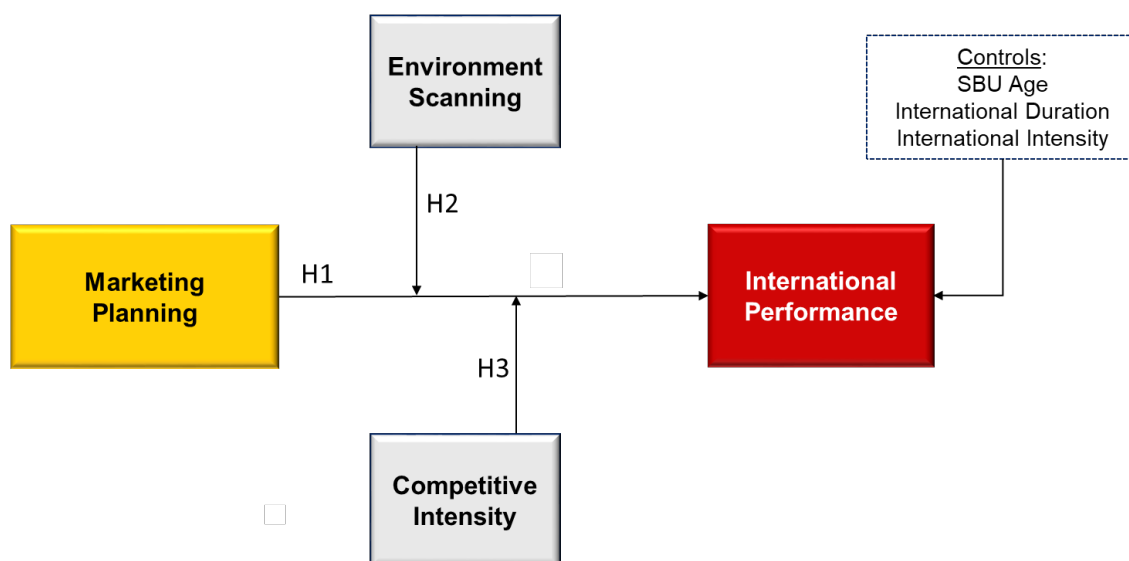 Environment
Scanning
Controls:
SBU Age
International Duration
International Intensity
H2
Marketing
Planning
H1
International
Performance
H3
Competitive
Intensity